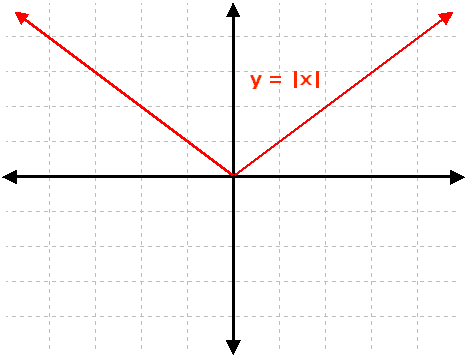 y = |x|